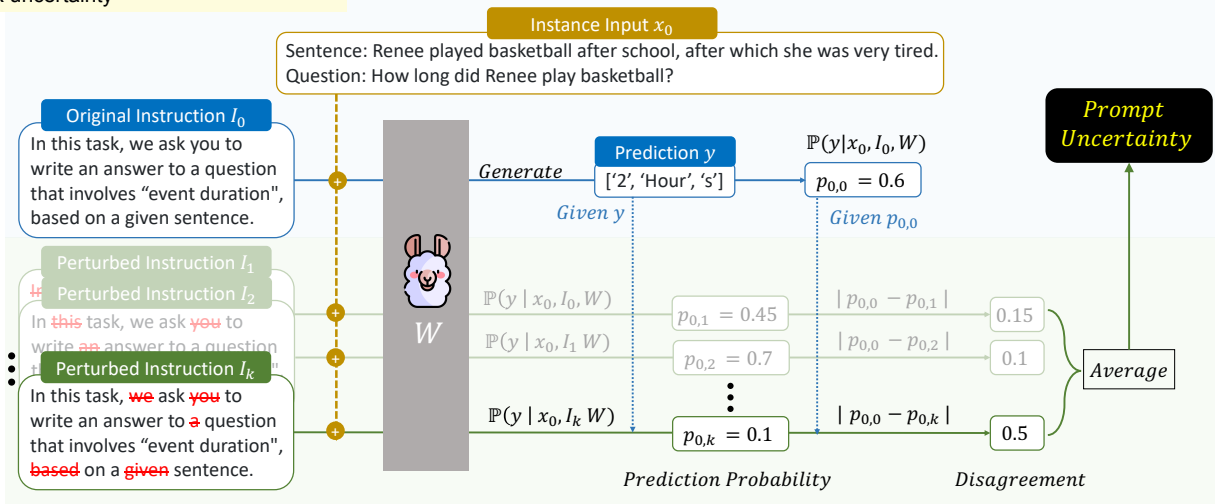 uncertainty
Instance Input x₀
Sentence: Renee played basketball after school, after which she was very tired.
Question: How long did Renee play basketball?
Original Instruction I₀
In this task, we ask you to
write an answer to a question
that involves “event duration",
based on a given sentence.
Generate
Prediction y
['2', 'Hour', 's']
ℙ(y|x₀, I₀, W)
p₀,₀ = 0.6
Prompt
Uncertainty
Given y
Given p₀,₀
Perturbed Instruction I₁
Perturbed Instruction I₂
In this task, we ask you to
write an answer to a question
Perturbed Instruction Iₖ
In this task, we ask you to
write an answer to a question
that involves “event duration",
based on a given sentence.
W
ℙ(y | x₀, I₀, W)
p₀,₁ = 0.45
| p₀,₀ − p₀,₁ |
0.15
ℙ(y | x₀, I₁ W)
p₀,₂ = 0.7
| p₀,₀ − p₀,₂ |
0.1
Average
ℙ(y | x₀, Iₖ W)
p₀,ₖ = 0.1
| p₀,₀ − p₀,ₖ |
0.5
Prediction Probability
Disagreement